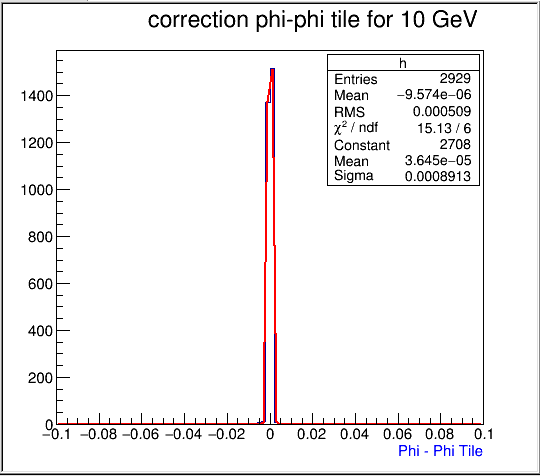 correction phi-phi tile for 10 GeV
h
Entries 2929
Mean −9.574e−06
RMS 0.000509
χ² / ndf 15.13 / 6
Constant 2708
Mean 3.645e−05
Sigma 0.0008913
1400
1200
1000
800
600
400
200
0
−0.1 −0.08 −0.06 −0.04 −0.02 0 0.02 0.04 0.06 0.08 0.1
Phi - Phi Tile